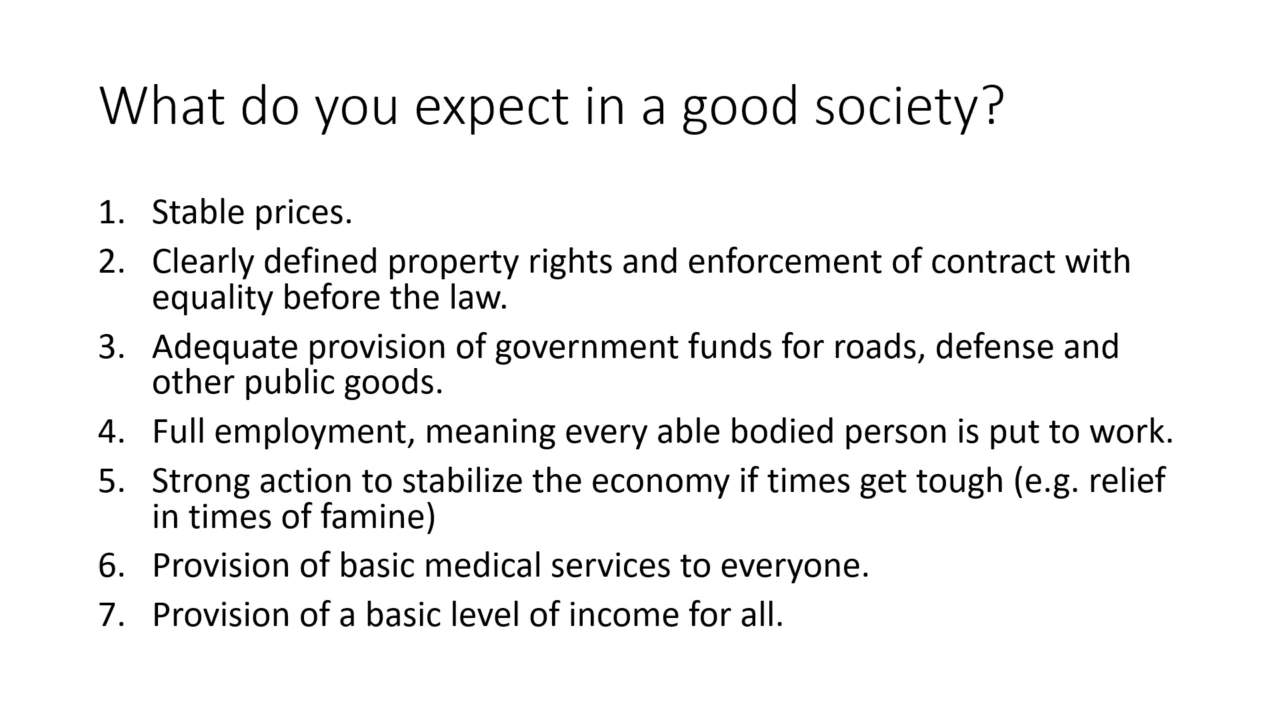 What do you expect in a good society?
1. Stable prices.
2. Clearly defined property rights and enforcement of contract with
equality before the law.
3. Adequate provision of government funds for roads, defense and
other public goods.
4. Full employment, meaning every able bodied person is put to work.
5. Strong action to stabilize the economy if times get tough (e.g. relief
in times of famine)
6. Provision of basic medical services to everyone.
7. Provision of a basic level of income for all.